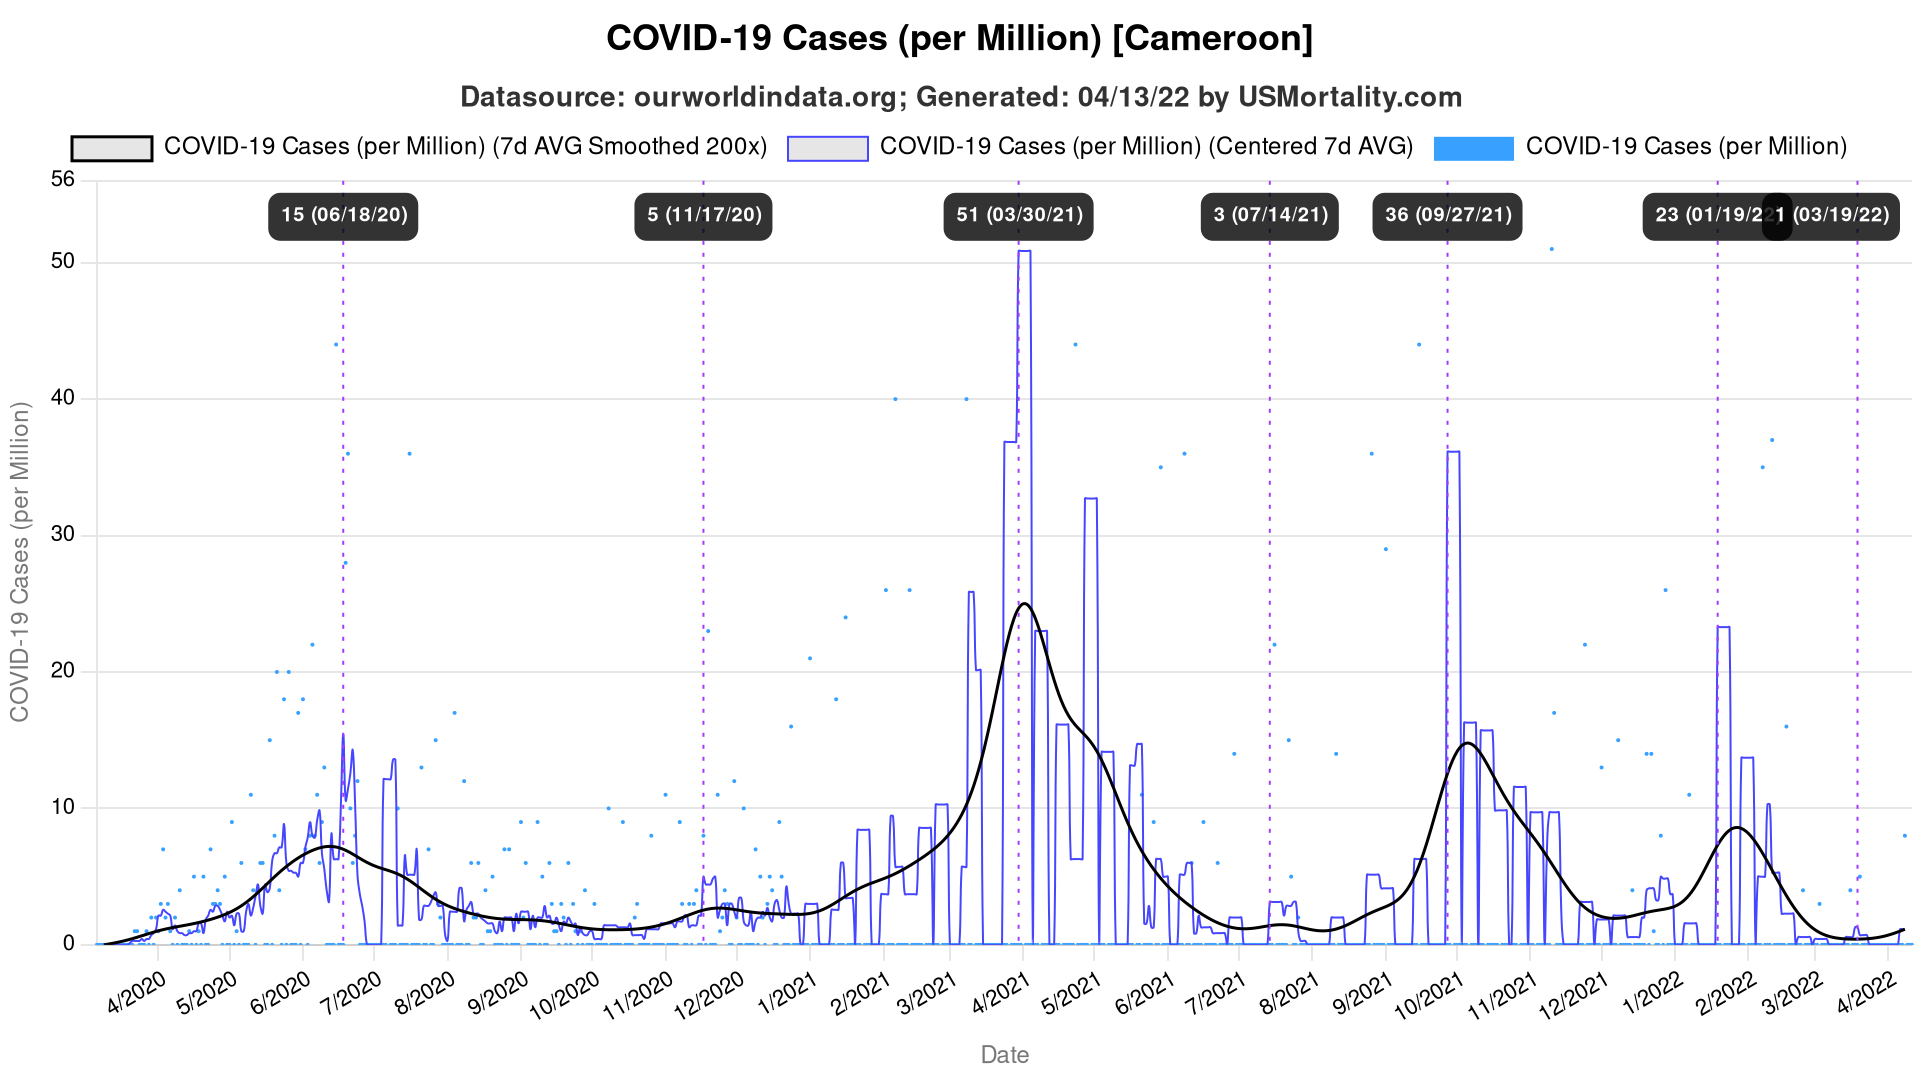 COVID-19 Cases (per Million) [Cameroon]
Datasource: ourworldindata.org; Generated: 04/13/22 by USMortality.com
COVID-19 Cases (per Million) (7d AVG Smoothed 200x) COVID-19 Cases (per Million) (Centered 7d AVG) COVID-19 Cases (per Million)
56
15 (06/18/20) 5 (11/17/20) 51 (03/30/21) 3 (07/14/21) 36 (09/27/21) 23 (01/19/22) 1 (03/19/22)
50
40
30
20
10
0
COVID-19 Cases (per Million)
4/2020 5/2020 6/2020 7/2020 8/2020 9/2020 10/2020 11/2020 12/2020 1/2021 2/2021 3/2021 4/2021 5/2021 6/2021 7/2021 8/2021 9/2021 10/2021 11/2021 12/2021 1/2022 2/2022 3/2022 4/2022
Date